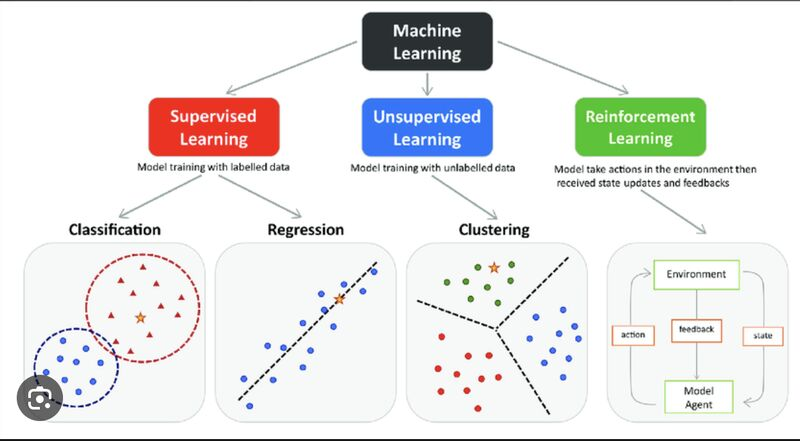 Machine
Learning
Supervised
Learning
Unsupervised
Learning
Reinforcement
Learning
Model training with labelled data
Model training with unlabelled data
Model take actions in the environment then
received state updates and feedbacks
Classification
Regression
Clustering
Environment
action
feedback
state
Model
Agent